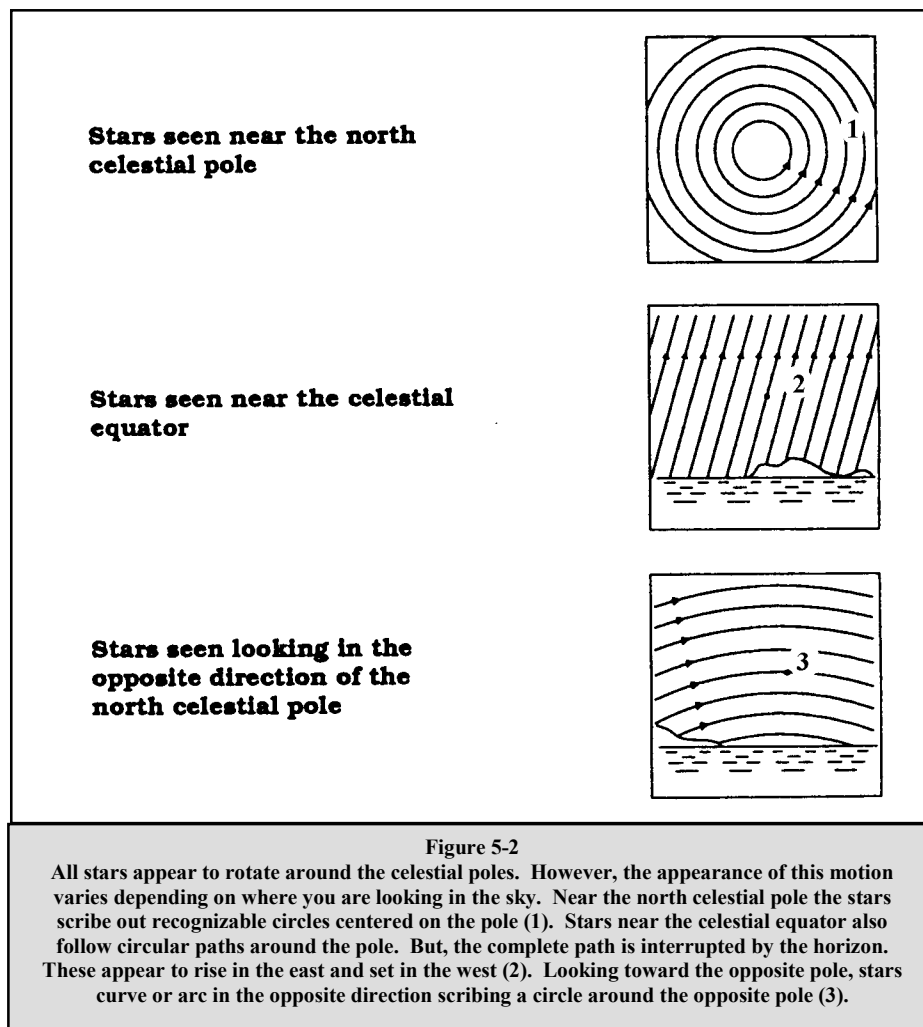 Stars seen near the north
celestial pole
1
Stars seen near the celestial
equator
2
Stars seen looking in the
opposite direction of the
north celestial pole
3
Figure 5-2
All stars appear to rotate around the celestial poles. However, the appearance of this motion
varies depending on where you are looking in the sky. Near the north celestial pole the stars
scribe out recognizable circles centered on the pole (1). Stars near the celestial equator also
follow circular paths around the pole. But, the complete path is interrupted by the horizon.
These appear to rise in the east and set in the west (2). Looking toward the opposite pole, stars
curve or arc in the opposite direction scribing a circle around the opposite pole (3).